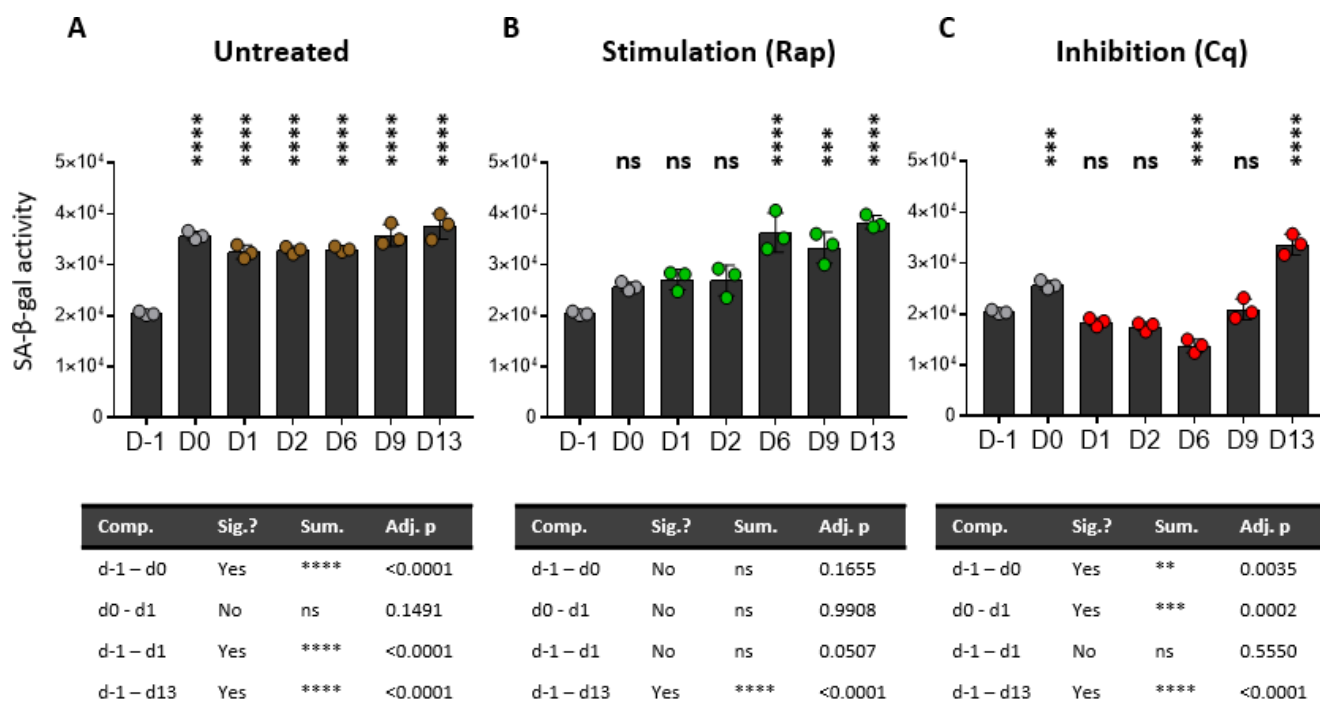 A
Untreated
B
Stimulation (Rap)
C
Inhibition (Cq)
**** **** **** **** **** ****
ns ns ns **** *** ****
*** ns ns **** ns ****
SA-β-gal activity
5×10⁴
4×10⁴
3×10⁴
2×10⁴
1×10⁴
0
D-1 D0 D1 D2 D6 D9 D13
5×10⁴
4×10⁴
3×10⁴
2×10⁴
1×10⁴
0
D-1 D0 D1 D2 D6 D9 D13
5×10⁴
4×10⁴
3×10⁴
2×10⁴
1×10⁴
0
D-1 D0 D1 D2 D6 D9 D13
Comp. Sig.? Sum. Adj. p
d-1 – d0 Yes **** <0.0001
d0 - d1 No ns 0.1491
d-1 – d1 Yes **** <0.0001
d-1 – d13 Yes **** <0.0001
Comp. Sig.? Sum. Adj. p
d-1 – d0 No ns 0.1655
d0 - d1 No ns 0.9908
d-1 – d1 No ns 0.0507
d-1 – d13 Yes **** <0.0001
Comp. Sig.? Sum. Adj. p
d-1 – d0 Yes ** 0.0035
d0 - d1 Yes *** 0.0002
d-1 – d1 No ns 0.5550
d-1 – d13 Yes **** <0.0001